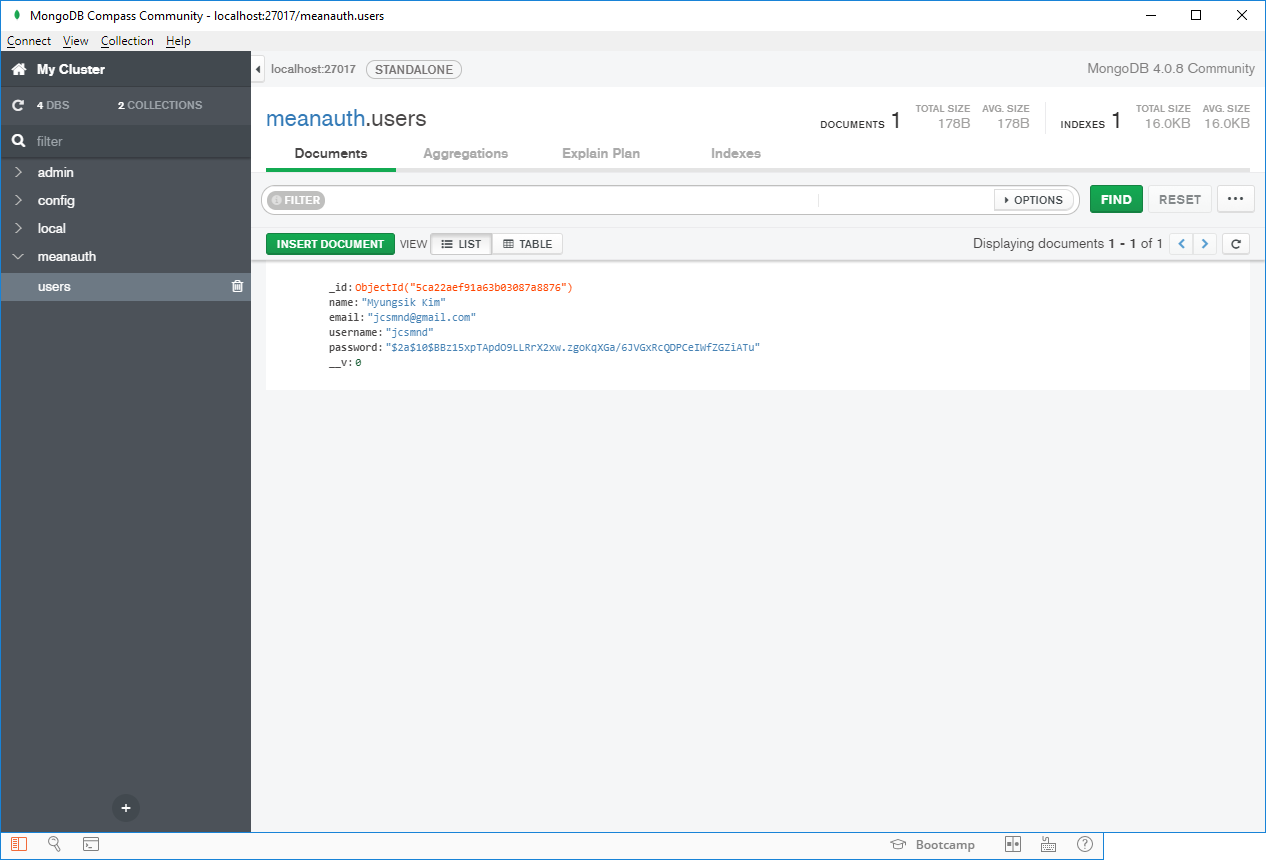 MongoDB Compass Community - localhost:27017/meanauth.users
Connect View Collection Help
My Cluster
4 DBS 2 COLLECTIONS
filter
admin
config
local
meanauth
users
localhost:27017 STANDALONE MongoDB 4.0.8 Community
meanauth.users
DOCUMENTS 1 TOTAL SIZE 178B AVG. SIZE 178B INDEXES 1 TOTAL SIZE 16.0KB AVG. SIZE 16.0KB
Documents Aggregations Explain Plan Indexes
FILTER OPTIONS FIND RESET ...
INSERT DOCUMENT VIEW LIST TABLE Displaying documents 1 - 1 of 1
_id: ObjectId("5ca22aef91a63b03087a8876")
name: "Myungsik Kim"
email: "jcsmnd@gmail.com"
username: "jcsmnd"
password: "$2a$10$BBz15xpTApdO9LLRrX2xw.zgoKqXGa/6JVGxRcQDPCeIWfZGZiATu"
__v: 0
Bootcamp